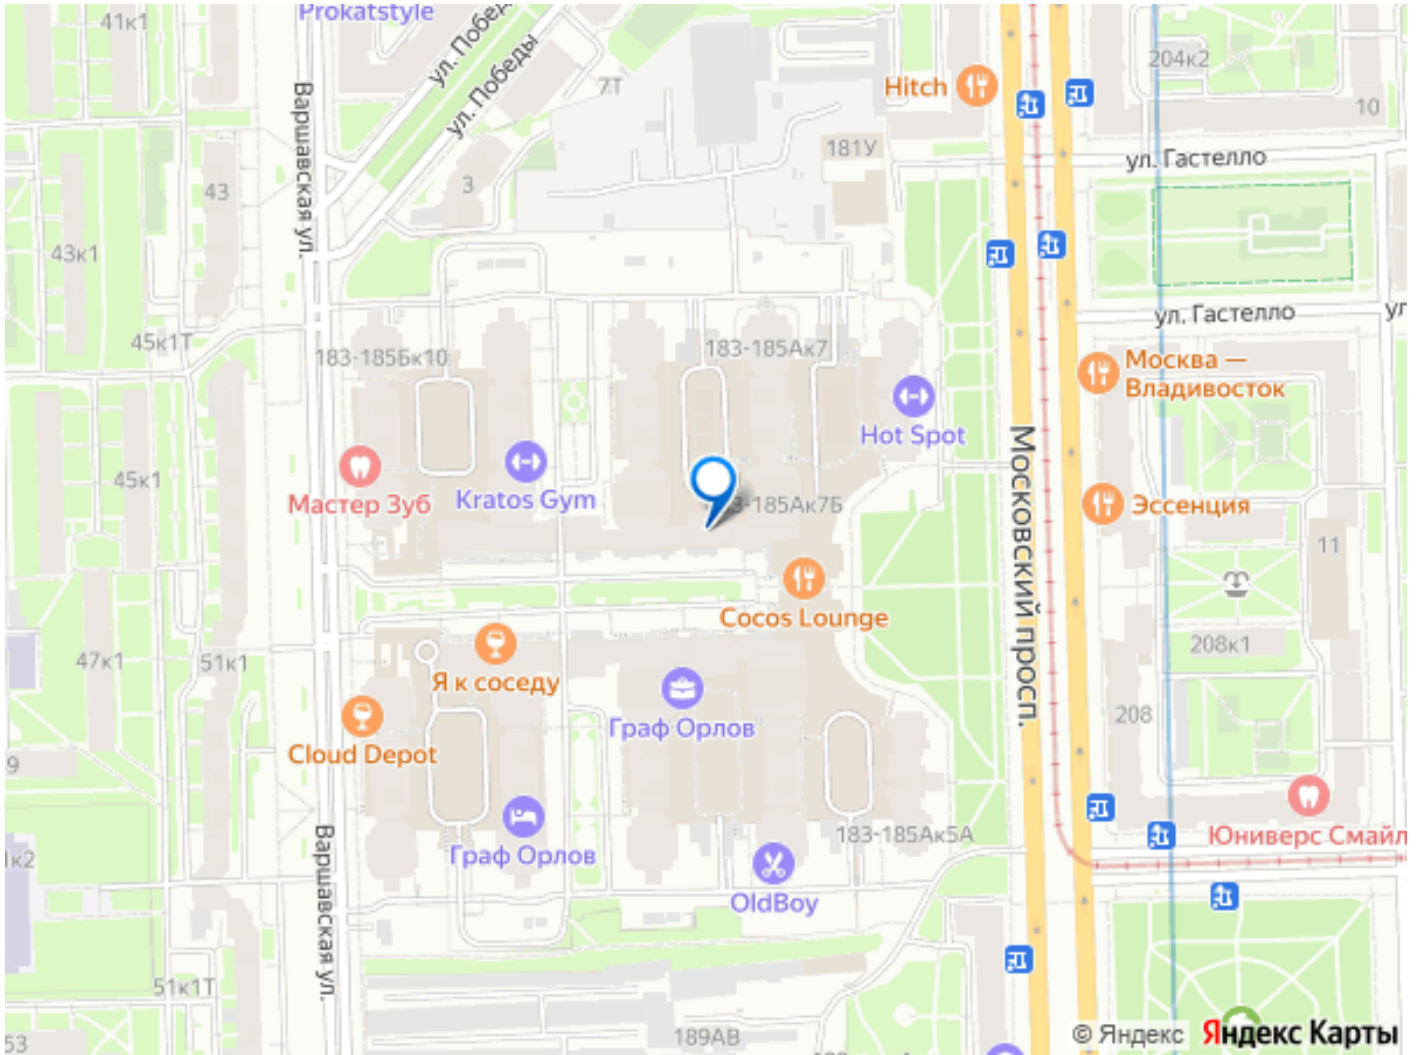 Prokatstyle
41к1
ул. Победы
ул. Победы
7Т
Hitch
204к2
10
Варшавская ул.
181У
ул. Гастелло
43
3
43к1
ул. Гастелло
45к1Т
183-185Бк10
183-185Ак7
Москва —
Владивосток
Hot Spot
Московский просп.
45к1
Мастер Зуб
Kratos Gym
183-185Ак7Б
Эссенция
11
Cocos Lounge
47к1
51к1
Я к соседу
208к1
Граф Орлов
208
Cloud Depot
9
Граф Орлов
183-185Ак5А
Юниверс Смайл
1к2
OldBoy
Варшавская ул.
51к1Т
53
189АВ
© Яндекс Яндекс Карты